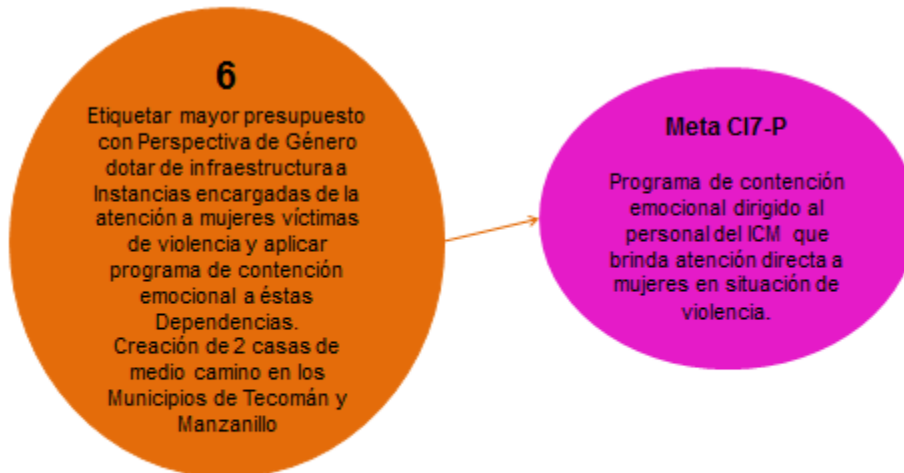 6
Etiquetar mayor presupuesto
con Perspectiva de Género
dotar de infraestructura a
Instancias encargadas de la
atención a mujeres víctimas
de violencia y aplicar
programa de contención
emocional a éstas
Dependencias.
Creación de 2 casas de
medio camino en los
Municipios de Tecomán y
Manzanillo
Meta CI7-P
Programa de contención
emocional dirigido al
personal del ICM que
brinda atención directa a
mujeres en situación de
violencia.